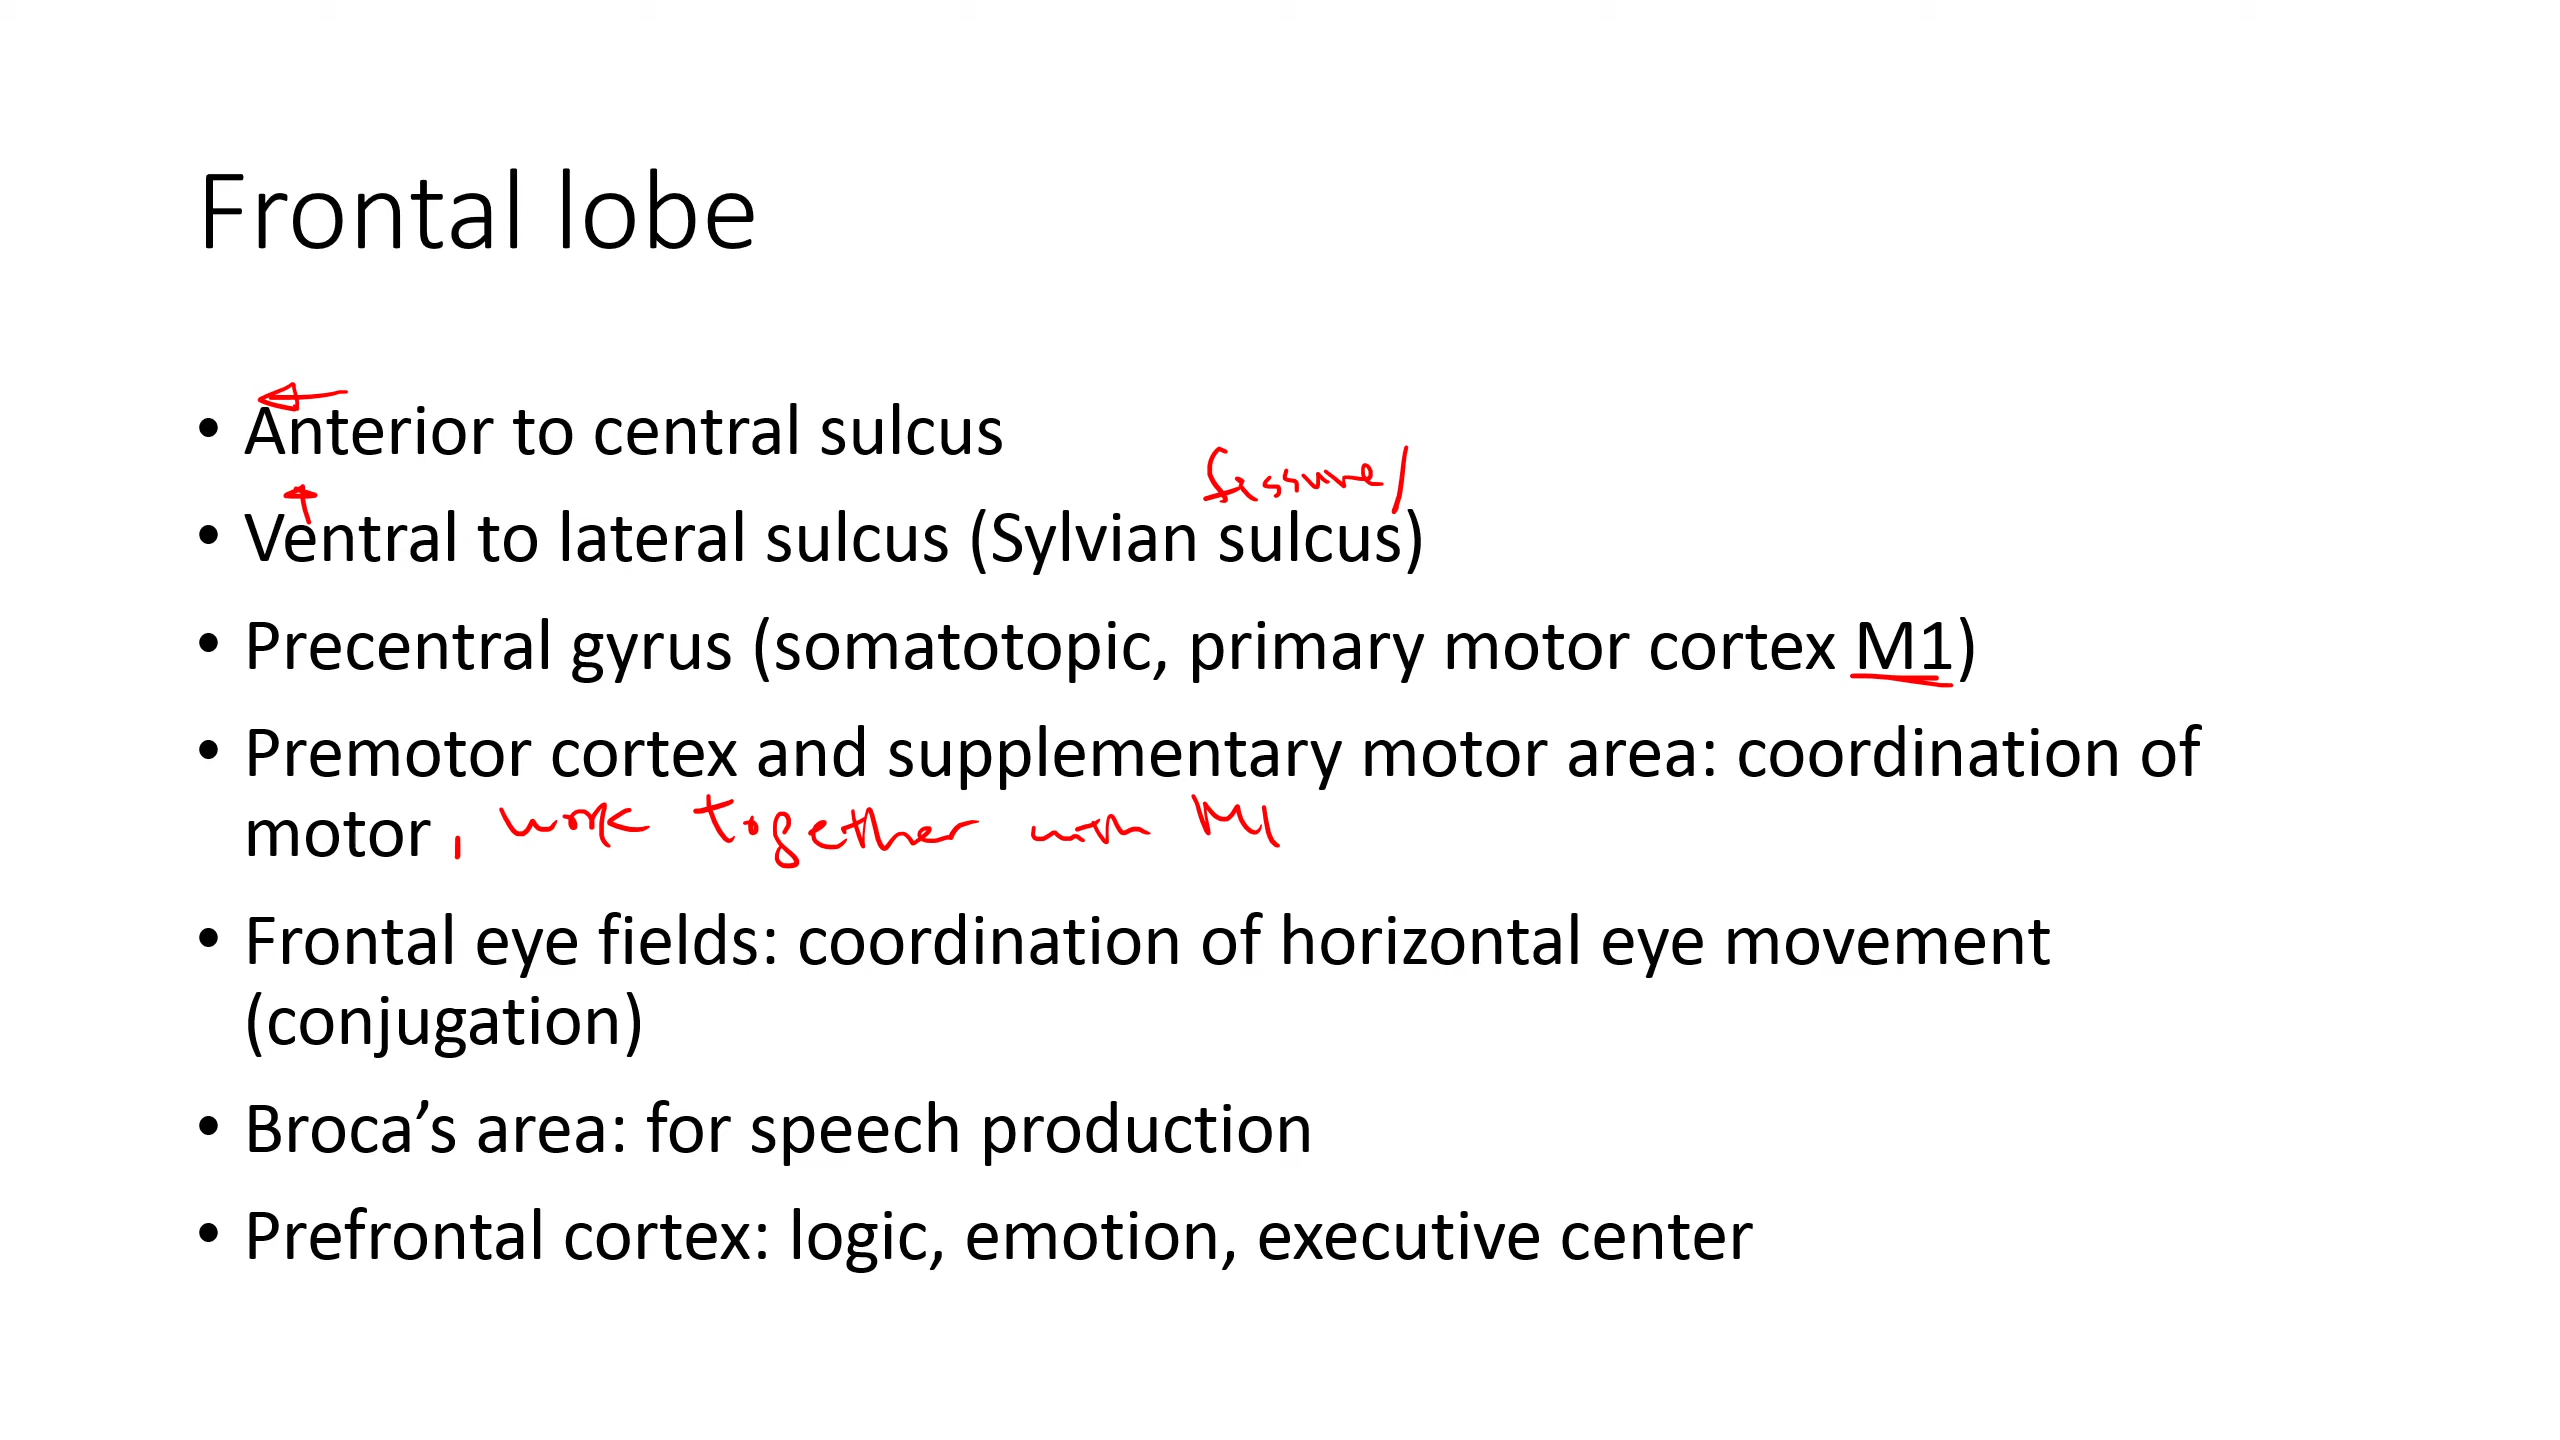 Frontal lobe
• Anterior to central sulcus
fissure/
• Ventral to lateral sulcus (Sylvian sulcus)
• Precentral gyrus (somatotopic, primary motor cortex M1)
• Premotor cortex and supplementary motor area: coordination of
motor, work together with M1
• Frontal eye fields: coordination of horizontal eye movement
(conjugation)
• Broca’s area: for speech production
• Prefrontal cortex: logic, emotion, executive center